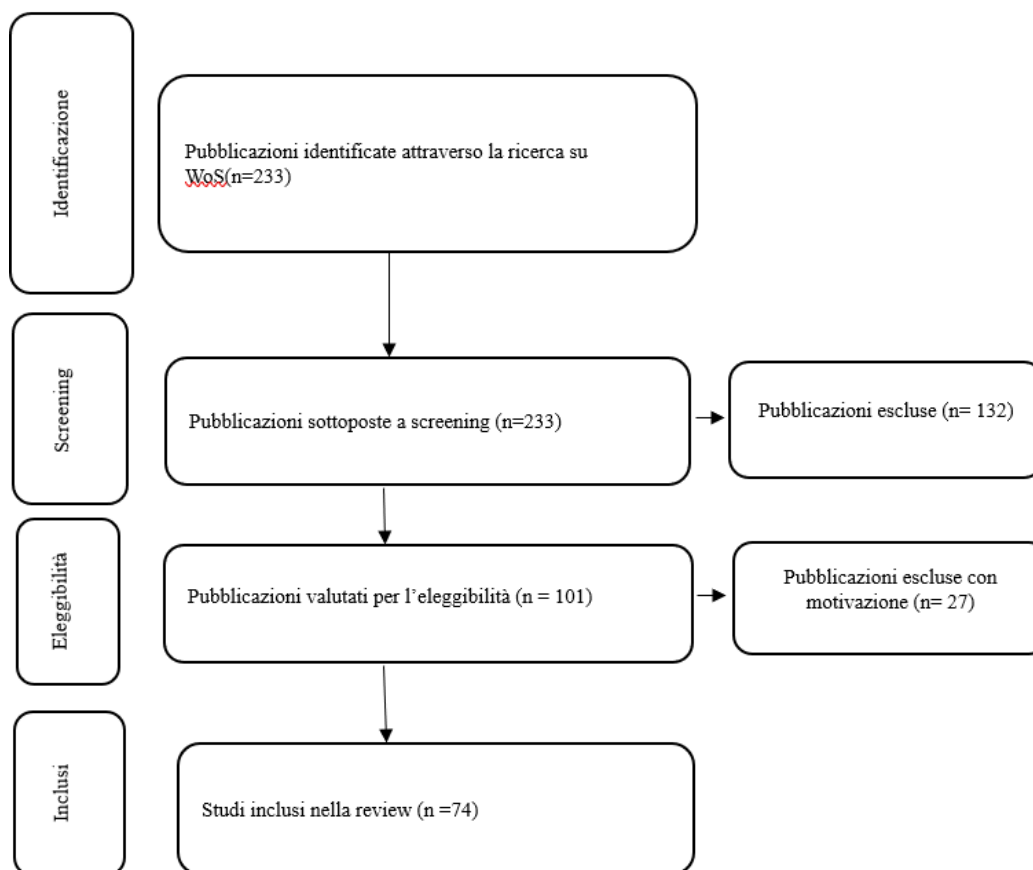 Identificazione
Pubblicazioni identificate attraverso la ricerca su
WoS(n=233)
Screening
Pubblicazioni sottoposte a screening (n=233)
Pubblicazioni escluse (n= 132)
Eleggibilità
Pubblicazioni valutati per l’eleggibilità (n = 101)
Pubblicazioni escluse con
motivazione (n= 27)
Inclusi
Studi inclusi nella review (n =74)